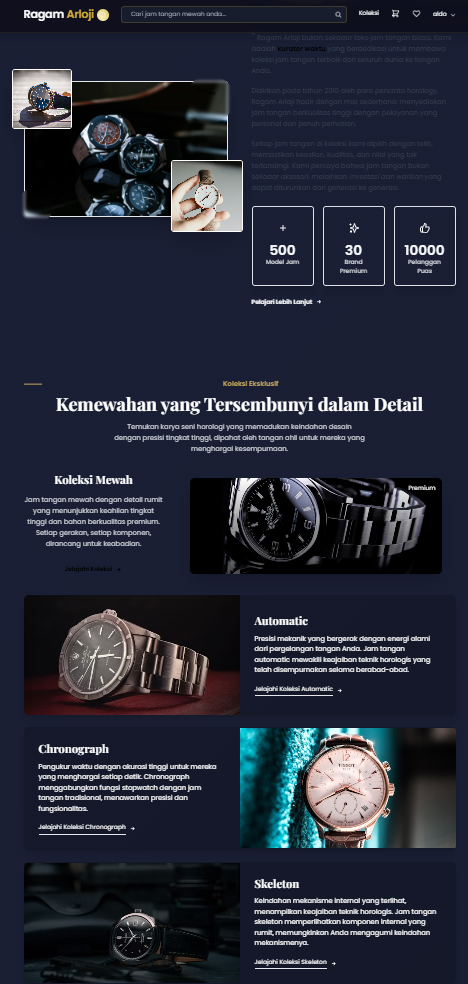 Ragam Arloji
Cari jam tangan mewah anda...
Koleksi
aldo
Ragam Arloji bukan sekedar toko jam tangan biasa. Kami
adalah kurator waktu yang berdedikasi untuk membawa
koleksi jam tangan terbaik dari seluruh dunia ke tangan
Anda.
Didirikan pada tahun 2010 oleh para pencinta horologi,
Ragam Arloji hadir dengan misi sederhana: menyediakan
jam tangan berkualitas tinggi dengan pelayanan yang
personal dan penuh perhatian.
Setiap jam tangan di koleksi kami dipilih dengan teliti,
memastikan keaslian, kualitas, dan nilai yang tak
tertandingi. Kami percaya bahwa jam tangan bukan
sekedar aksesori, melainkan investasi dan warisan yang
dapat diturunkan dari generasi ke generasi.
500
Model Jam
30
Brand
Premium
10000
Pelanggan
Puas
Pelajari Lebih Lanjut
Koleksi Eksklusif
Kemewahan yang Tersembunyi dalam Detail
Temukan karya seni horologi yang memadukan keindahan desain
dengan presisi tingkat tinggi, dipahat oleh tangan ahli untuk mereka yang
menghargai kesempurnaan.
Koleksi Mewah
Jam tangan mewah dengan detail rumit
yang menunjukkan keahlian tingkat
tinggi dan bahan berkualitas premium.
Setiap gerakan, setiap komponen,
dirancang untuk keabadian.
Jelajahi Koleksi
Premium
Automatic
Presisi mekanik yang bergerak dengan energi alami
dari pergelangan tangan Anda. Jam tangan
automatic mewakili keajaiban teknik horologis yang
telah disempurnakan selama berabad-abad.
Jelajahi Koleksi Automatic
Chronograph
Pengukur waktu dengan akurasi tinggi untuk mereka
yang menghargai setiap detik. Chronograph
menggabungkan fungsi stopwatch dengan jam
tangan tradisional, menawarkan presisi dan
fungsionalitas.
Jelajahi Koleksi Chronograph
TISSOT
Skeleton
Keindahan mekanisme internal yang terlihat,
menampilkan keajaiban teknik horologis. Jam tangan
skeleton memperlihatkan komponen internal yang
rumit, memungkinkan Anda mengagumi keindahan
mekanismenya.
Jelajahi Koleksi Skeleton